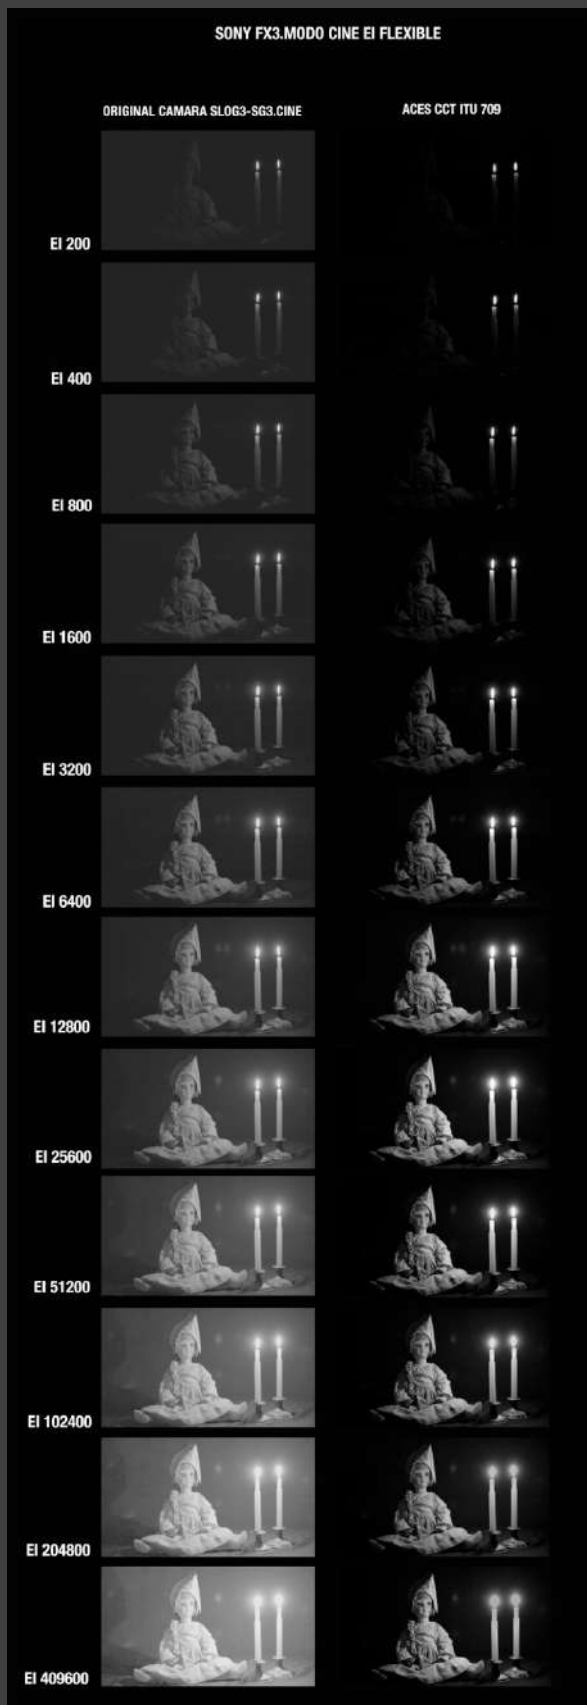 SONY FX3.MODO CINE EI FLEXIBLE
ORIGINAL CAMARA SLOG3-SG3.CINE
ACES CCT ITU 709
EI 200
EI 400
EI 800
EI 1600
EI 3200
EI 6400
EI 12800
EI 25600
EI 51200
EI 102400
EI 204800
EI 409600